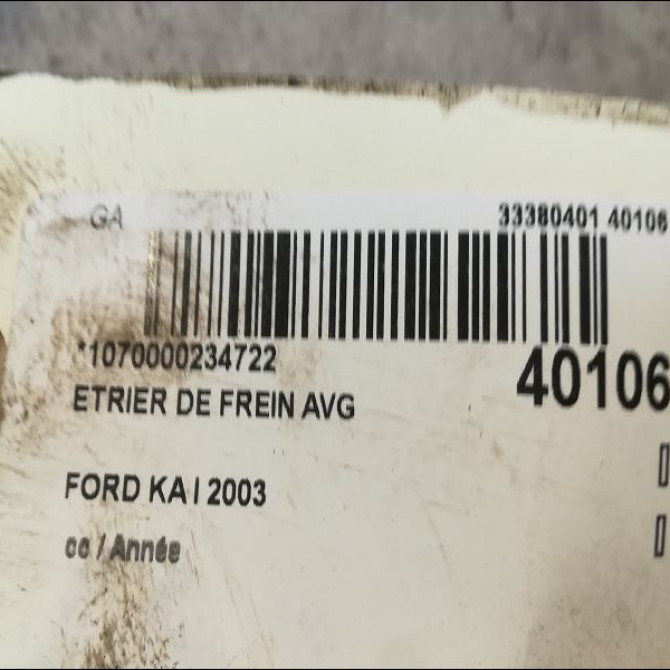 GA 33380401 40106
*1070000234722
40106
ETRIER DE FREIN AVG
FORD KA I 2003
cc / Année